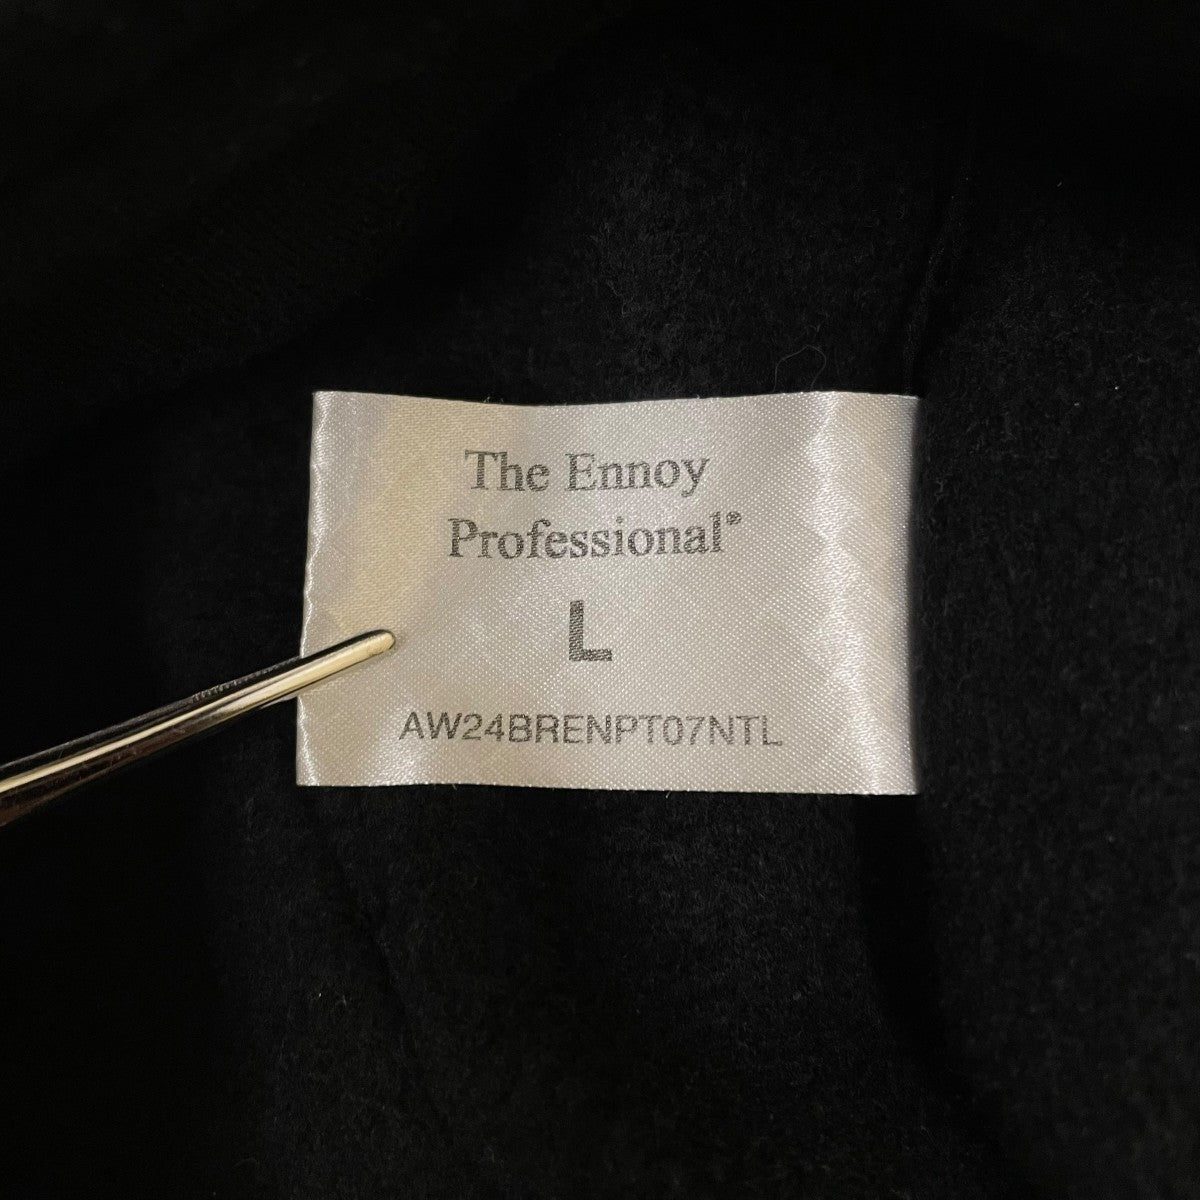 The Ennoy
Professional®
L
AW24BRENPT07NTL